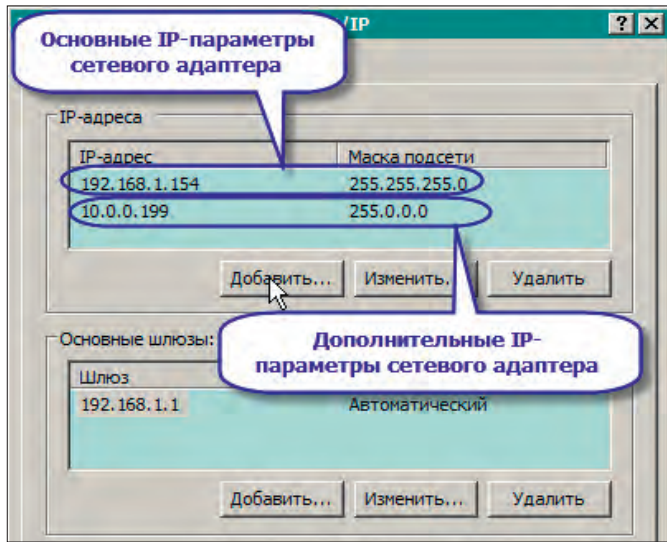 /IP
Основные IP-параметры
сетевого адаптера
IP-адреса
IP-адрес Маска подсети
192.168.1.154 255.255.255.0
10.0.0.199 255.0.0.0
Добавить... Изменить... Удалить
Основные шлюзы:
Дополнительные IP-
параметры сетевого адаптера
Шлюз
192.168.1.1 Автоматический
Добавить... Изменить... Удалить